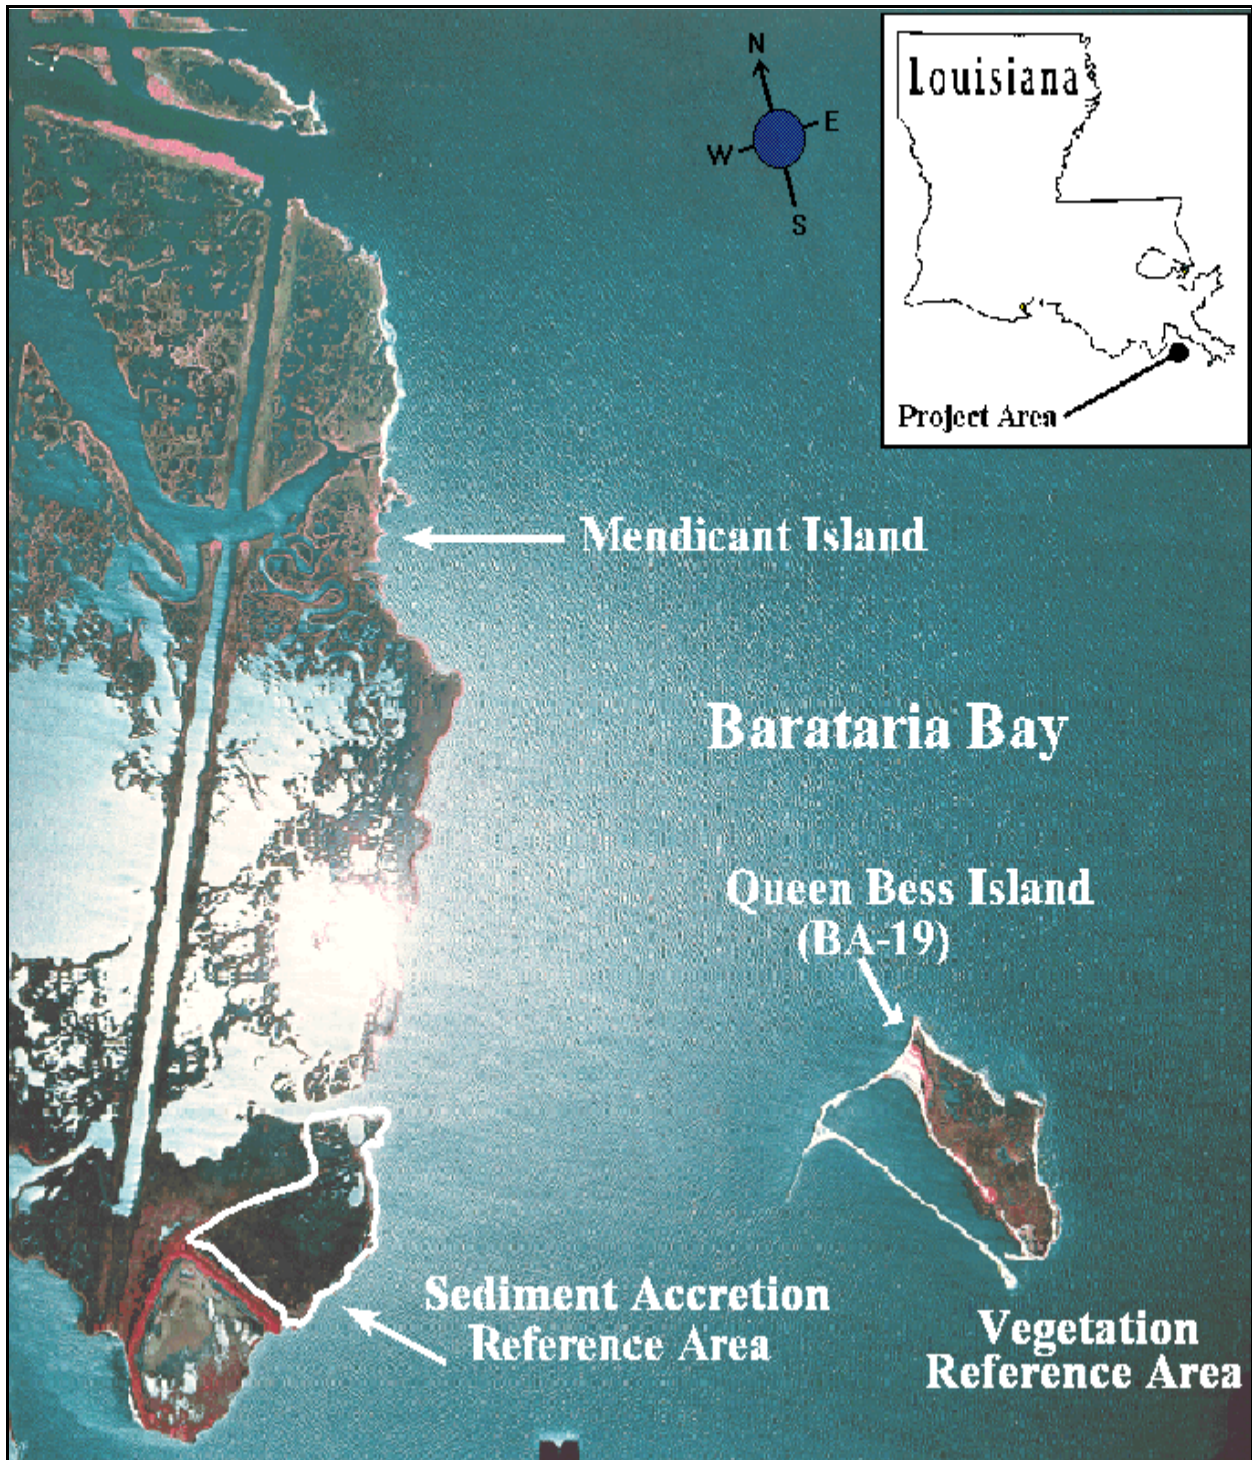 N
E
W
S
Louisiana
Project Area
Mendicant Island
Barataria Bay
Queen Bess Island
(BA-19)
Sediment Accretion
Reference Area
Vegetation
Reference Area